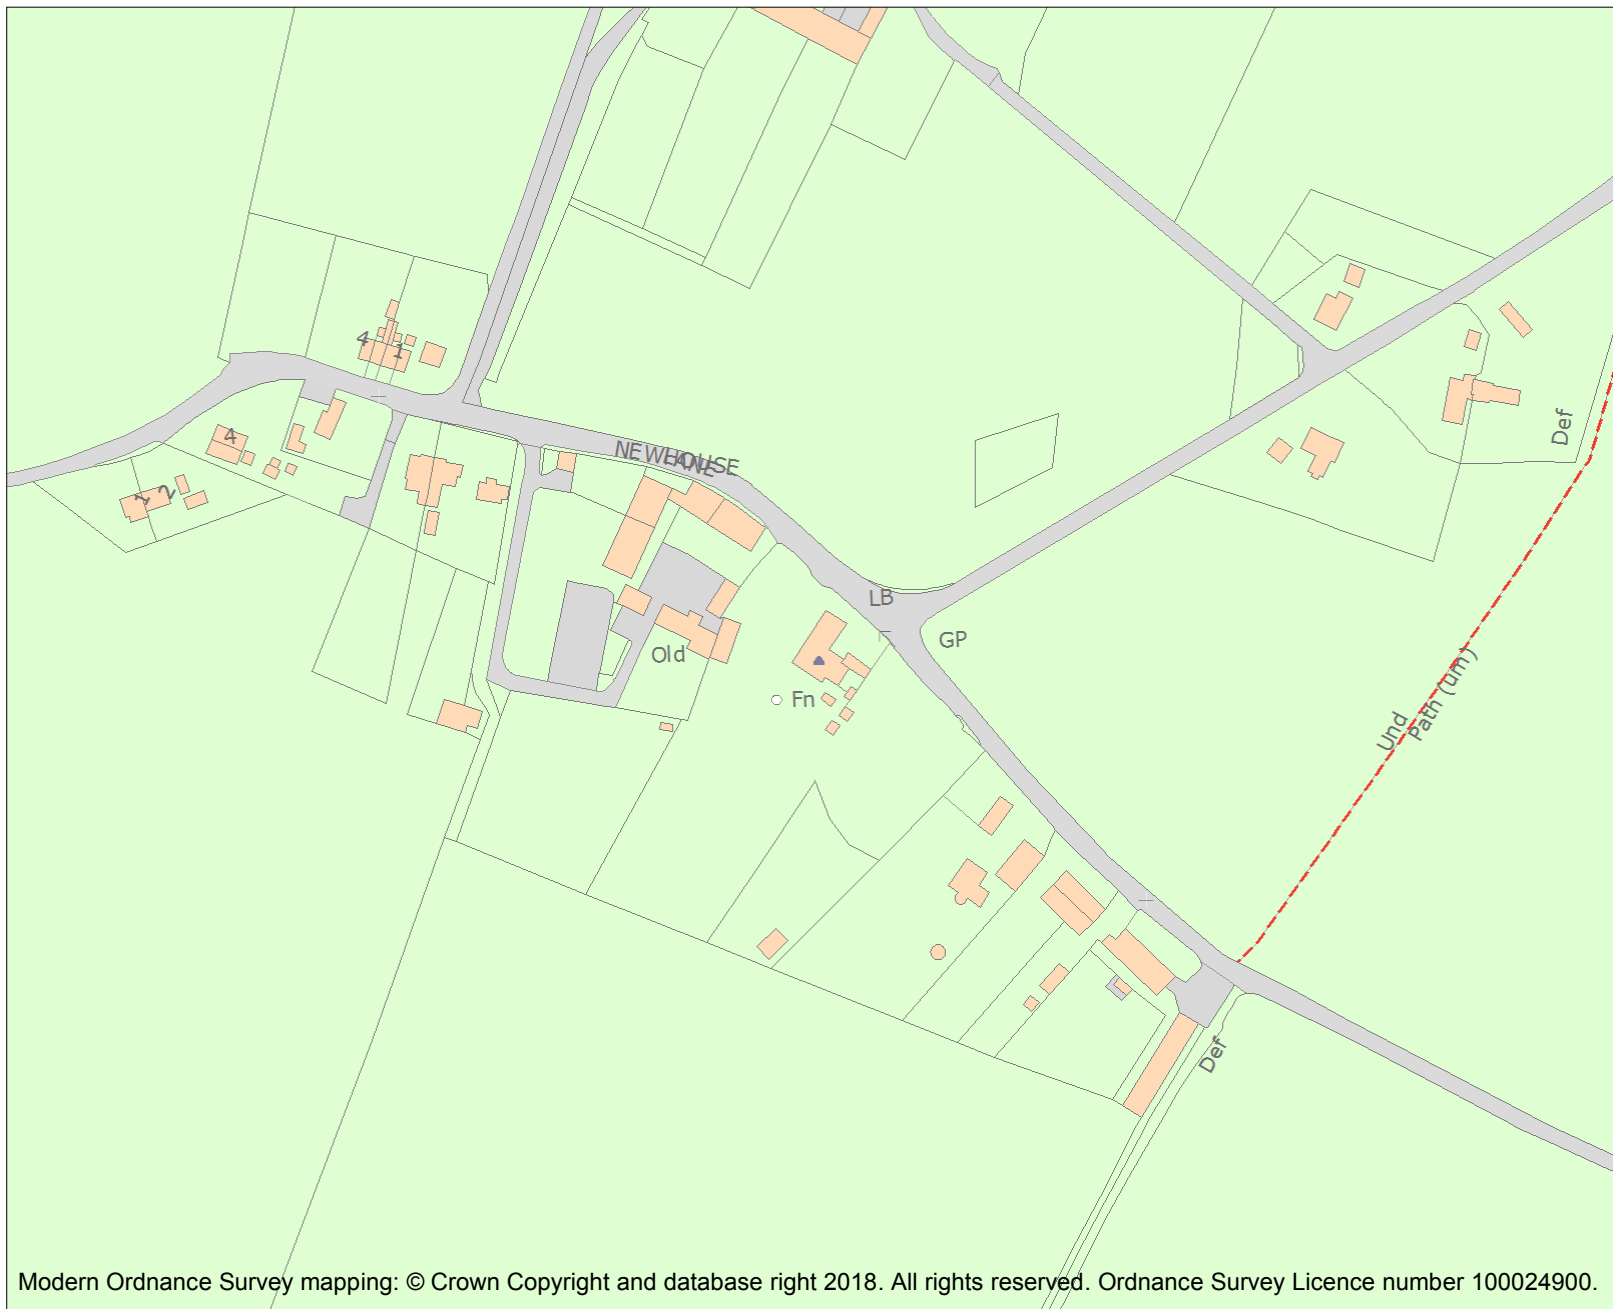 4
1
4
1
2
NEWHOUSE
LANE
Def
LB
GP
Old
Fn
Und
Path (um)
Def
Modern Ordnance Survey mapping: © Crown Copyright and database right 2018. All rights reserved. Ordnance Survey Licence number 100024900.